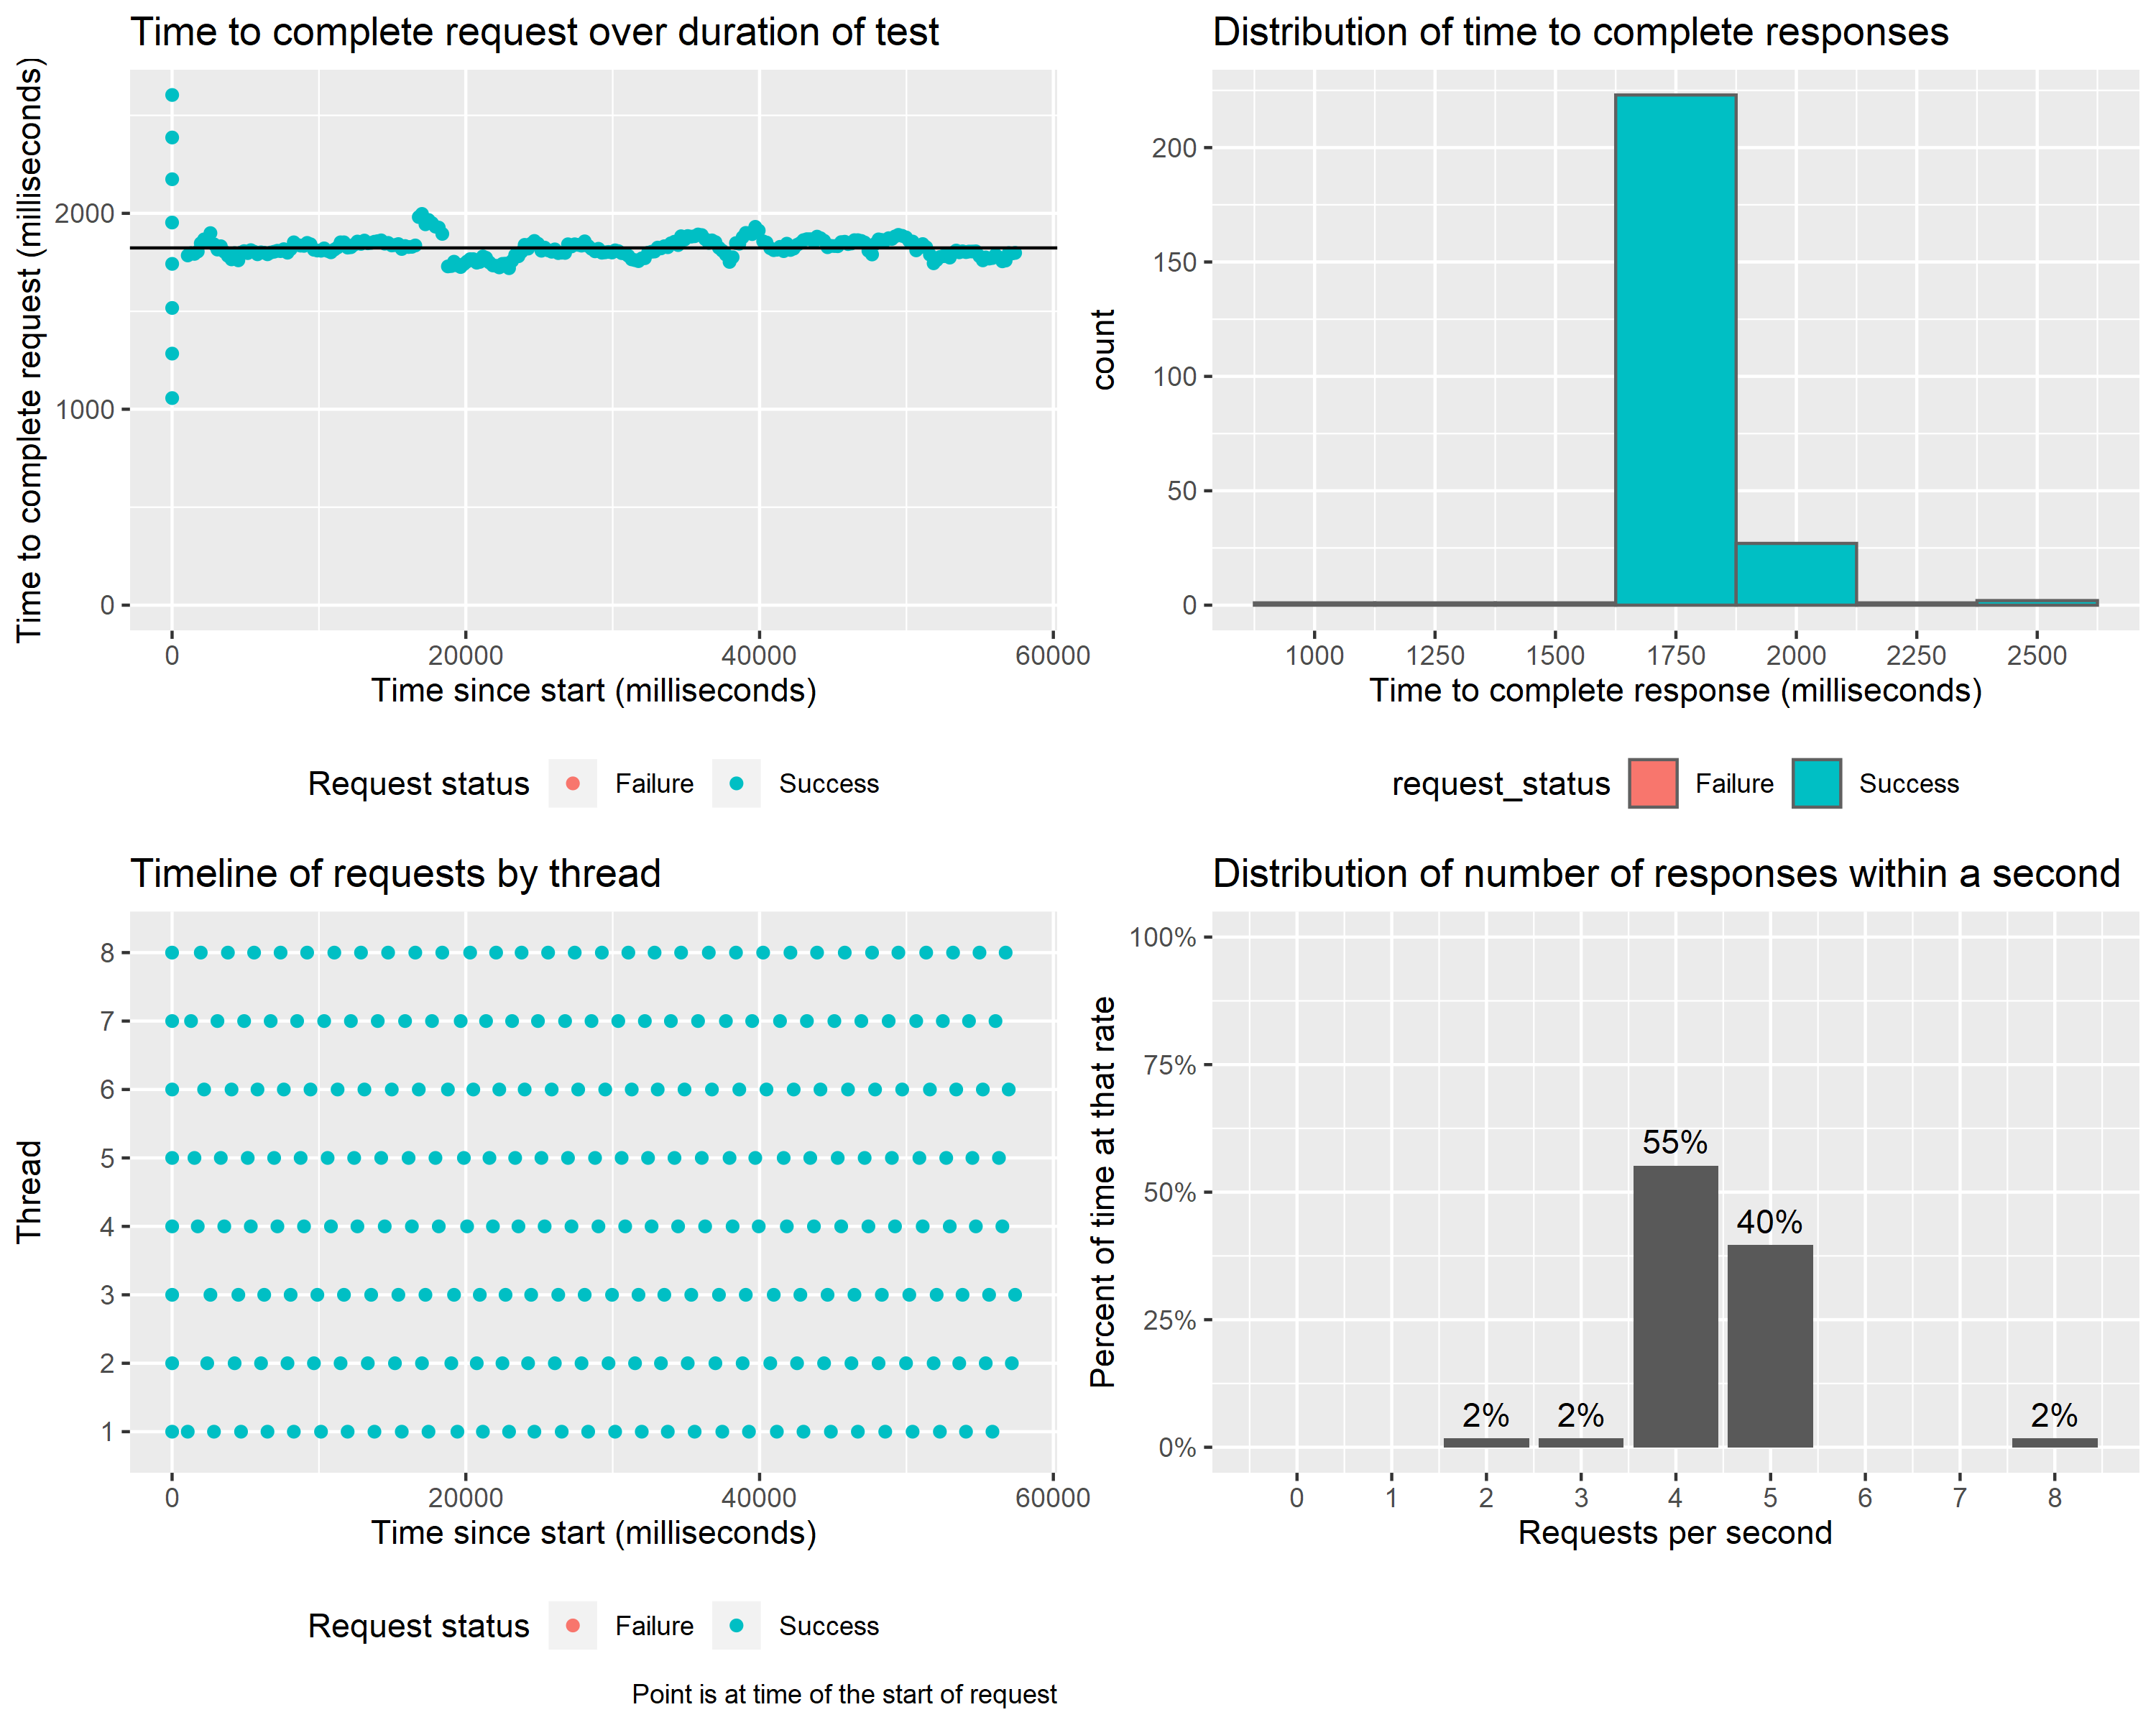 Time to complete request over duration of test
Time to complete request (milliseconds)
2000
1000
0
0 20000 40000 60000
Time since start (milliseconds)
Request status Failure Success
Distribution of time to complete responses
count
200
150
100
50
0
1000 1250 1500 1750 2000 2250 2500
Time to complete response (milliseconds)
request_status Failure Success
Timeline of requests by thread
Thread
8
7
6
5
4
3
2
1
0 20000 40000 60000
Time since start (milliseconds)
Request status Failure Success
Point is at time of the start of request
Distribution of number of responses within a second
Percent of time at that rate
100%
75%
50%
25%
0%
2% 2% 55% 40% 2%
0 1 2 3 4 5 6 7 8
Requests per second